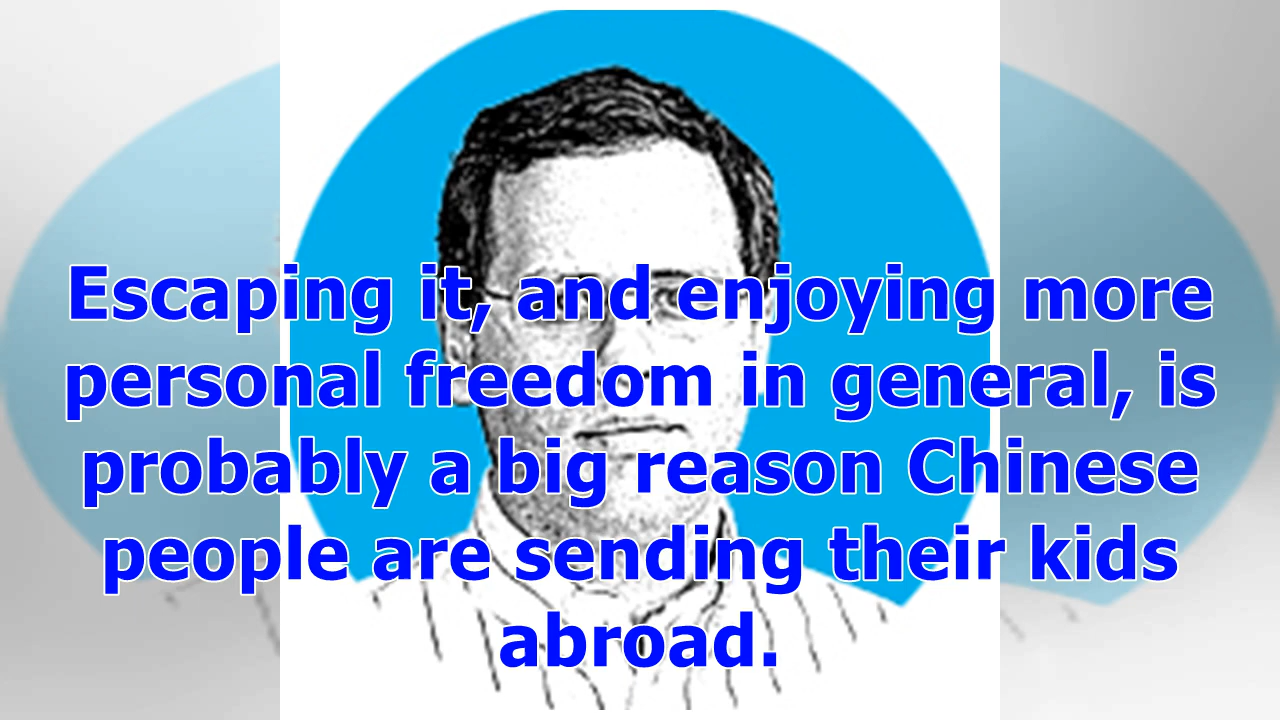 Escaping it, and enjoying more
personal freedom in general, is
probably a big reason Chinese
people are sending their kids
abroad.